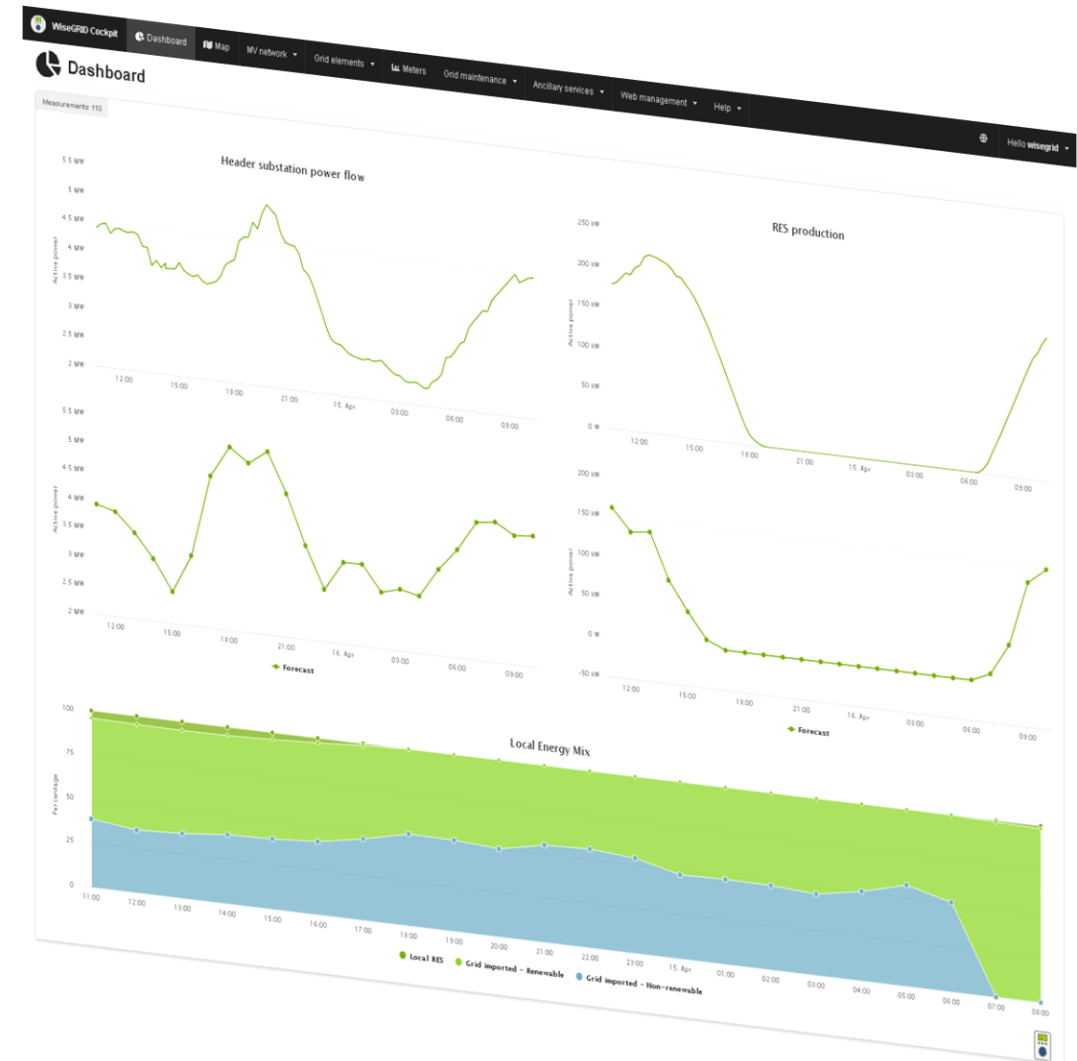 WiseGRID Cockpit Dashboard Map MV network Grid elements Meters Grid maintenance Ancillary services Web management Help Hello wisegrid
Dashboard
Measurements 110
Header substation power flow
5.5 MW
5 MW
4.5 MW
4 MW
3.5 MW
3 MW
2.5 MW
2 MW
Active power
12:00 15:00 18:00 21:00 15. Apr 03:00 06:00 09:00
RES production
250 kW
200 kW
150 kW
100 kW
50 kW
0 W
Active power
12:00 15:00 18:00 21:00 15. Apr 03:00 06:00 09:00
5.5 MW
5 MW
4.5 MW
4 MW
3.5 MW
3 MW
2.5 MW
2 MW
Active power
12:00 15:00 18:00 21:00 16. Apr 03:00 06:00 09:00
Forecast
200 kW
150 kW
100 kW
50 kW
0 W
-50 kW
Active power
12:00 15:00 18:00 21:00 16. Apr 03:00 06:00 09:00
Forecast
Local Energy Mix
100
75
50
25
0
Percentage
11:00 12:00 13:00 14:00 15:00 16:00 17:00 18:00 19:00 20:00 21:00 22:00 23:00 15. Apr 01:00 02:00 03:00 04:00 05:00 06:00 07:00 08:00
Local RES Grid imported - Renewable Grid imported - Non-renewable